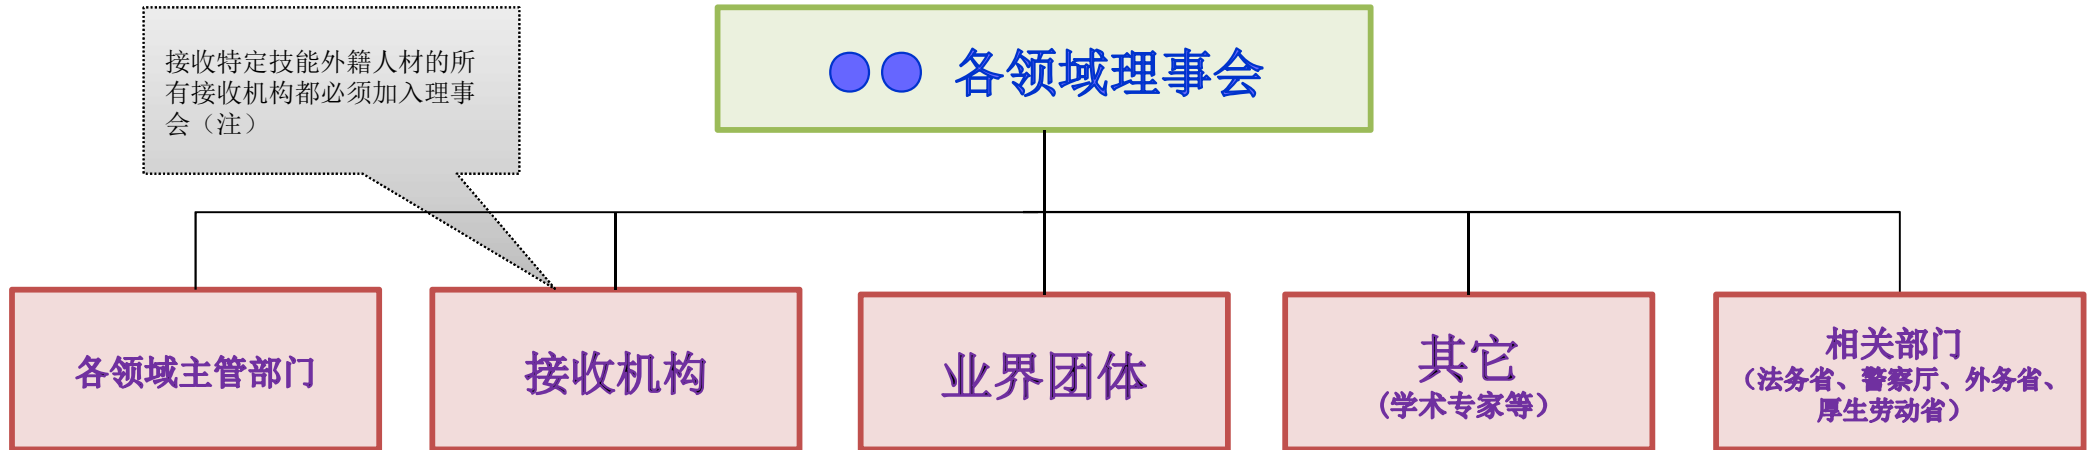 接收特定技能外籍人材的所
有接收机构都必须加入理事
会（注）
●● 各领域理事会
各领域主管部门
接收机构
业界团体
其它
(学术专家等)
相关部门
（法务省、警察厅、外务省、
厚生劳动省）